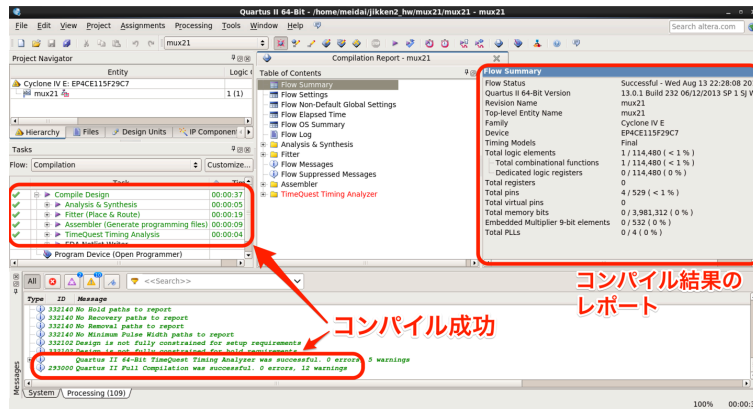 Quartus II 64-Bit - /home/meidai/jikken2_hw/mux21/mux21 - mux21
File Edit View Project Assignments Processing Tools Window Help
Search altera.com
mux21
Project Navigator
Entity
Cyclone IV E: EP4CE115F29C7
mux21
1 (1)
Hierarchy Files Design Units IP Component
Tasks
Flow: Compilation
Customize...
Task
Compile Design 00:00:37
Analysis & Synthesis 00:00:05
Fitter (Place & Route) 00:00:19
Assembler (Generate programming files) 00:00:09
TimeQuest Timing Analysis 00:00:04
EDA Netlist Writer
Program Device (Open Programmer)
Compilation Report - mux21
Table of Contents
Flow Summary
Flow Settings
Flow Non-Default Global Settings
Flow Elapsed Time
Flow OS Summary
Flow Log
Analysis & Synthesis
Fitter
Flow Messages
Flow Suppressed Messages
Assembler
TimeQuest Timing Analyzer
Flow Summary
Flow Status Successful - Wed Aug 13 22:28:08
Quartus II 64-Bit Version 13.0.1 Build 232 06/12/2013 SP 1 SJ
Revision Name mux21
Top-level Entity Name mux21
Family Cyclone IV E
Device EP4CE115F29C7
Timing Models Final
Total logic elements 1 / 114,480 ( < 1 % )
Total combinational functions 1 / 114,480 ( < 1 % )
Dedicated logic registers 0 / 114,480 ( 0 % )
Total registers 0
Total pins 4 / 529 ( < 1 % )
Total virtual pins 0
Total memory bits 0 / 3,981,312 ( 0 % )
Embedded Multiplier 9-bit elements 0 / 532 ( 0 % )
Total PLLs 0 / 4 ( 0 % )
コンパイル結果の
レポート
All
<<Search>>
Type ID Message
332140 No Hold paths to report
332140 No Recovery paths to report
332140 No Removal paths to report
332140 No Minimum Pulse Width paths to report
332102 Design is not fully constrained for setup requirements
332102 Design is not fully constrained for hold requirements
Quartus II 64-Bit TimeQuest Timing Analyzer was successful. 0 errors, 5 warnings
293000 Quartus II Full Compilation was successful. 0 errors, 12 warnings
コンパイル成功
Messages
System Processing (109)
100%